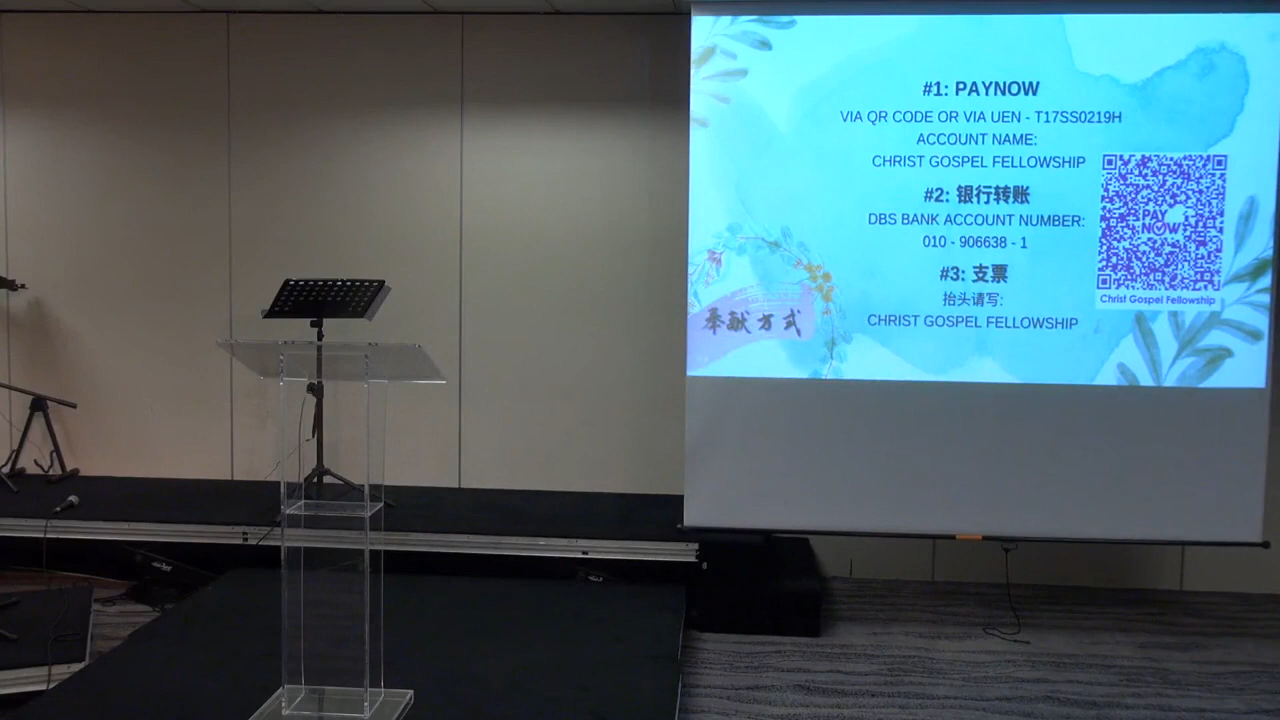 #1: PAYNOW
VIA QR CODE OR VIA UEN - T17SS0219H
ACCOUNT NAME:
CHRIST GOSPEL FELLOWSHIP
#2: 银行转账
DBS BANK ACCOUNT NUMBER:
010 - 906638 - 1
#3: 支票
抬头请写:
CHRIST GOSPEL FELLOWSHIP
PAY
NOW
Christ Gospel Fellowship
奉献方式